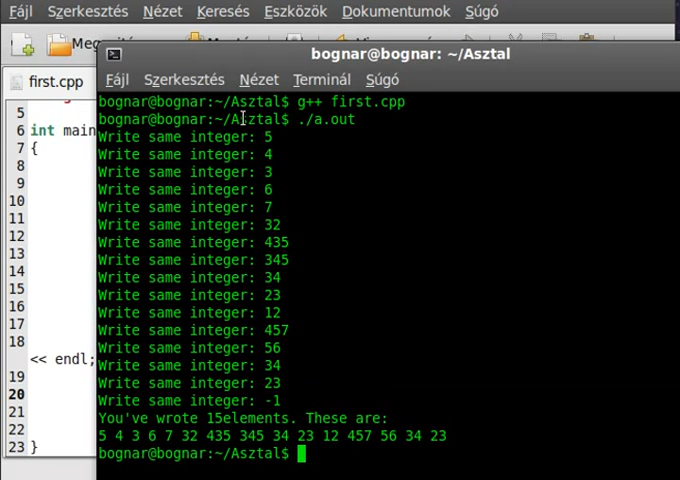 Fájl Szerkesztés Nézet Keresés Eszközök Dokumentumok Súgó
bognar@bognar: ~/Asztal
first.cpp
Fájl Szerkesztés Nézet Terminál Súgó
bognar@bognar:~/Asztal$ g++ first.cpp
bognar@bognar:~/Asztal$ ./a.out
Write same integer: 5
Write same integer: 4
Write same integer: 3
Write same integer: 6
Write same integer: 7
Write same integer: 32
Write same integer: 435
Write same integer: 345
Write same integer: 34
Write same integer: 23
Write same integer: 12
Write same integer: 457
Write same integer: 56
Write same integer: 34
Write same integer: 23
Write same integer: -1
You've wrote 15elements. These are:
5 4 3 6 7 32 435 345 34 23 12 457 56 34 23
bognar@bognar:~/Asztal$
5
6 int main
7 {
8
9
10
11
12
13
14
15
16
17
18
<< endl;
19
20
21
22
23 }